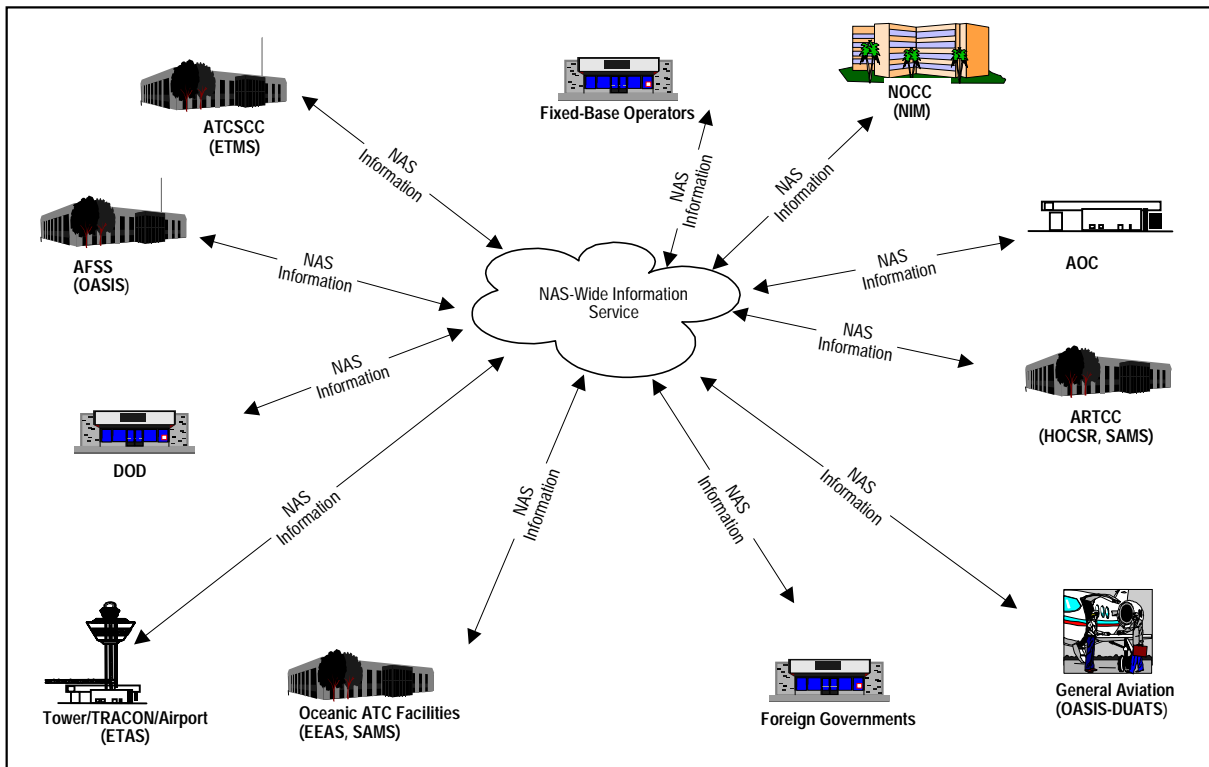 ATCSCC
(ETMS)
NAS
Information
Fixed-Base Operators
NAS
Information
NOCC
(NIM)
NAS
Information
AFSS
(OASIS)
NAS
Information
NAS-Wide Information
Service
NAS
Information
AOC
NAS
Information
ARTCC
(HOCSR, SAMS)
DOD
NAS
Information
NAS
Information
Tower/TRACON/Airport
(ETAS)
NAS
Information
Oceanic ATC Facilities
(EEAS, SAMS)
NAS
Information
Foreign Governments
NAS
Information
General Aviation
(OASIS-DUATS)